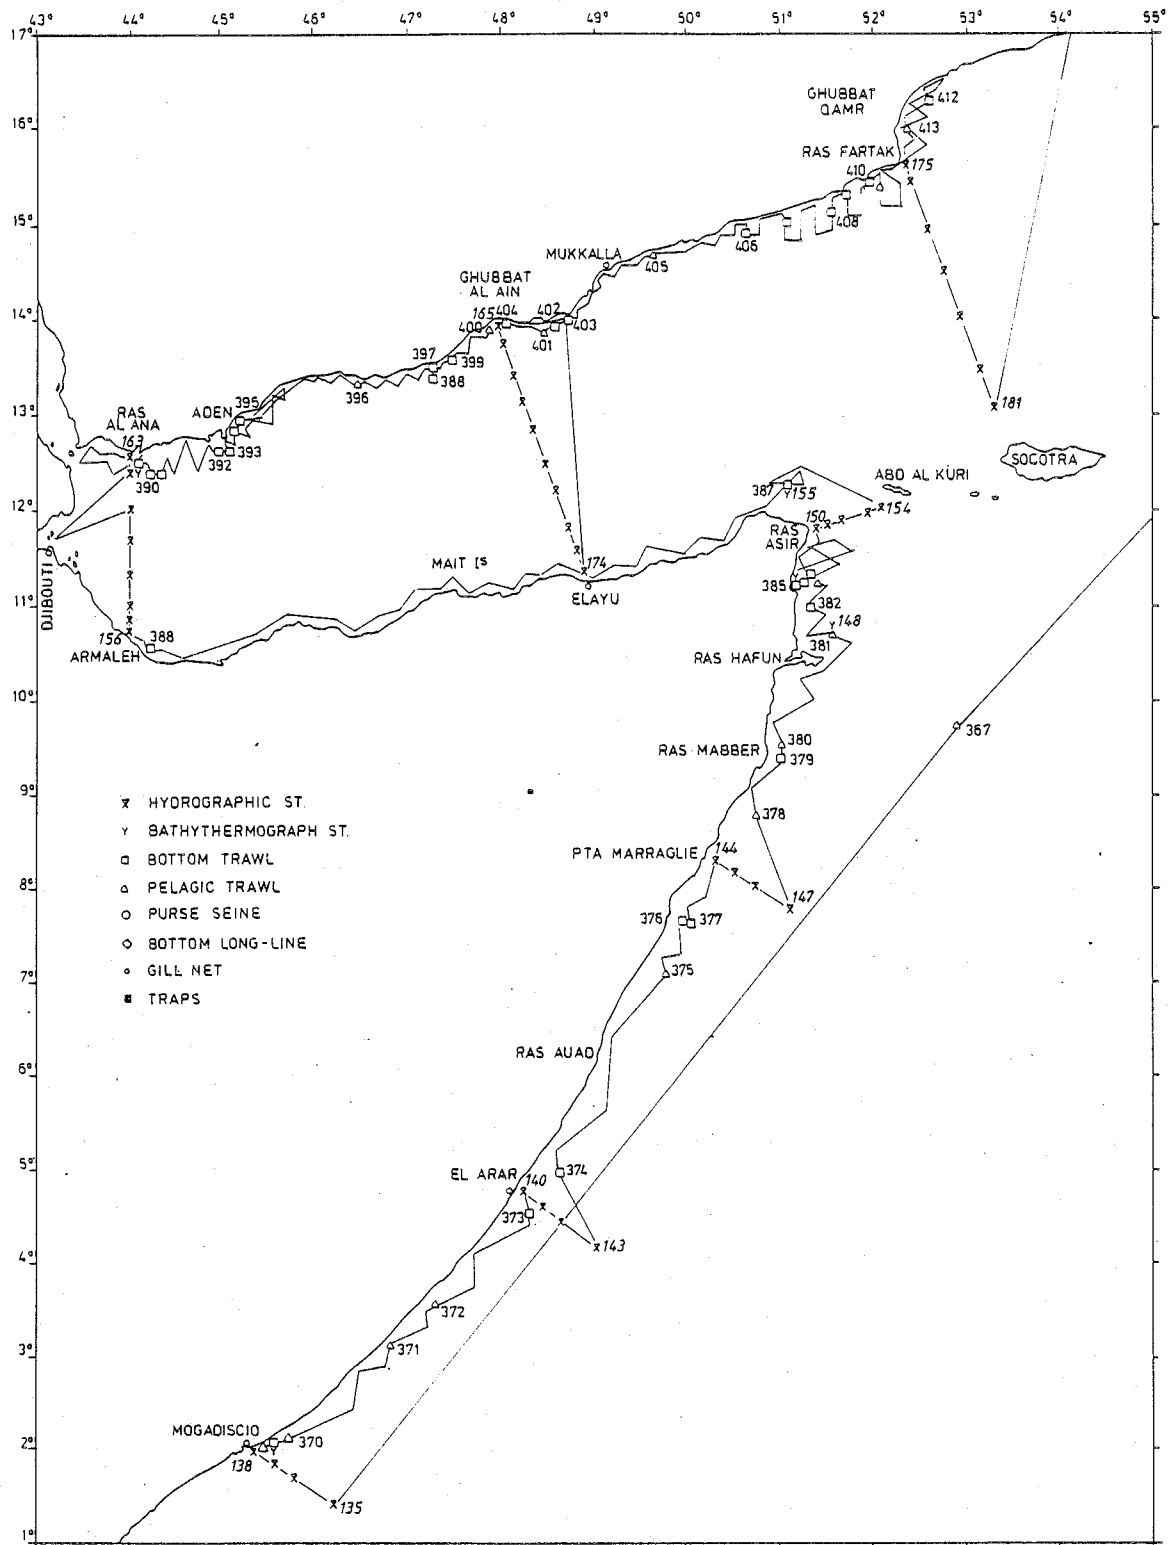 43° 44° 45° 46° 47° 48° 49° 50° 51° 52° 53° 54° 55°
17°
GHUBBAT
QAMR
412
16°
413
RAS FARTAK
175
410
15°
408
406
MUKKALLA
405
GHUBBAT
AL AIN
14°
165
404
402
403
400
401
397
399
388
396
395
13°
RAS
AL ANA
ADEN
163
181
393
392
390
SOCOTRA
ABD AL KURI
387
155
12°
154
150
RAS
ASIR
MAIT IS
174
ELAYU
DJIBOUTI
11°
385
382
148
156
388
381
ARMALEH
RAS HAFUN
10°
367
380
RAS MABBER
379
9°
378
HYDROGRAPHIC ST.
BATHYTHERMOGRAPH ST.
BOTTOM TRAWL
PELAGIC TRAWL
PURSE SEINE
BOTTOM LONG-LINE
GILL NET
TRAPS
144
PTA MARRAGLIE
8°
147
376
377
7°
375
RAS AUAD
6°
5°
374
EL ARAR
140
373
143
4°
372
3°
371
MOGADISCIO
370
2°
138
135
1°